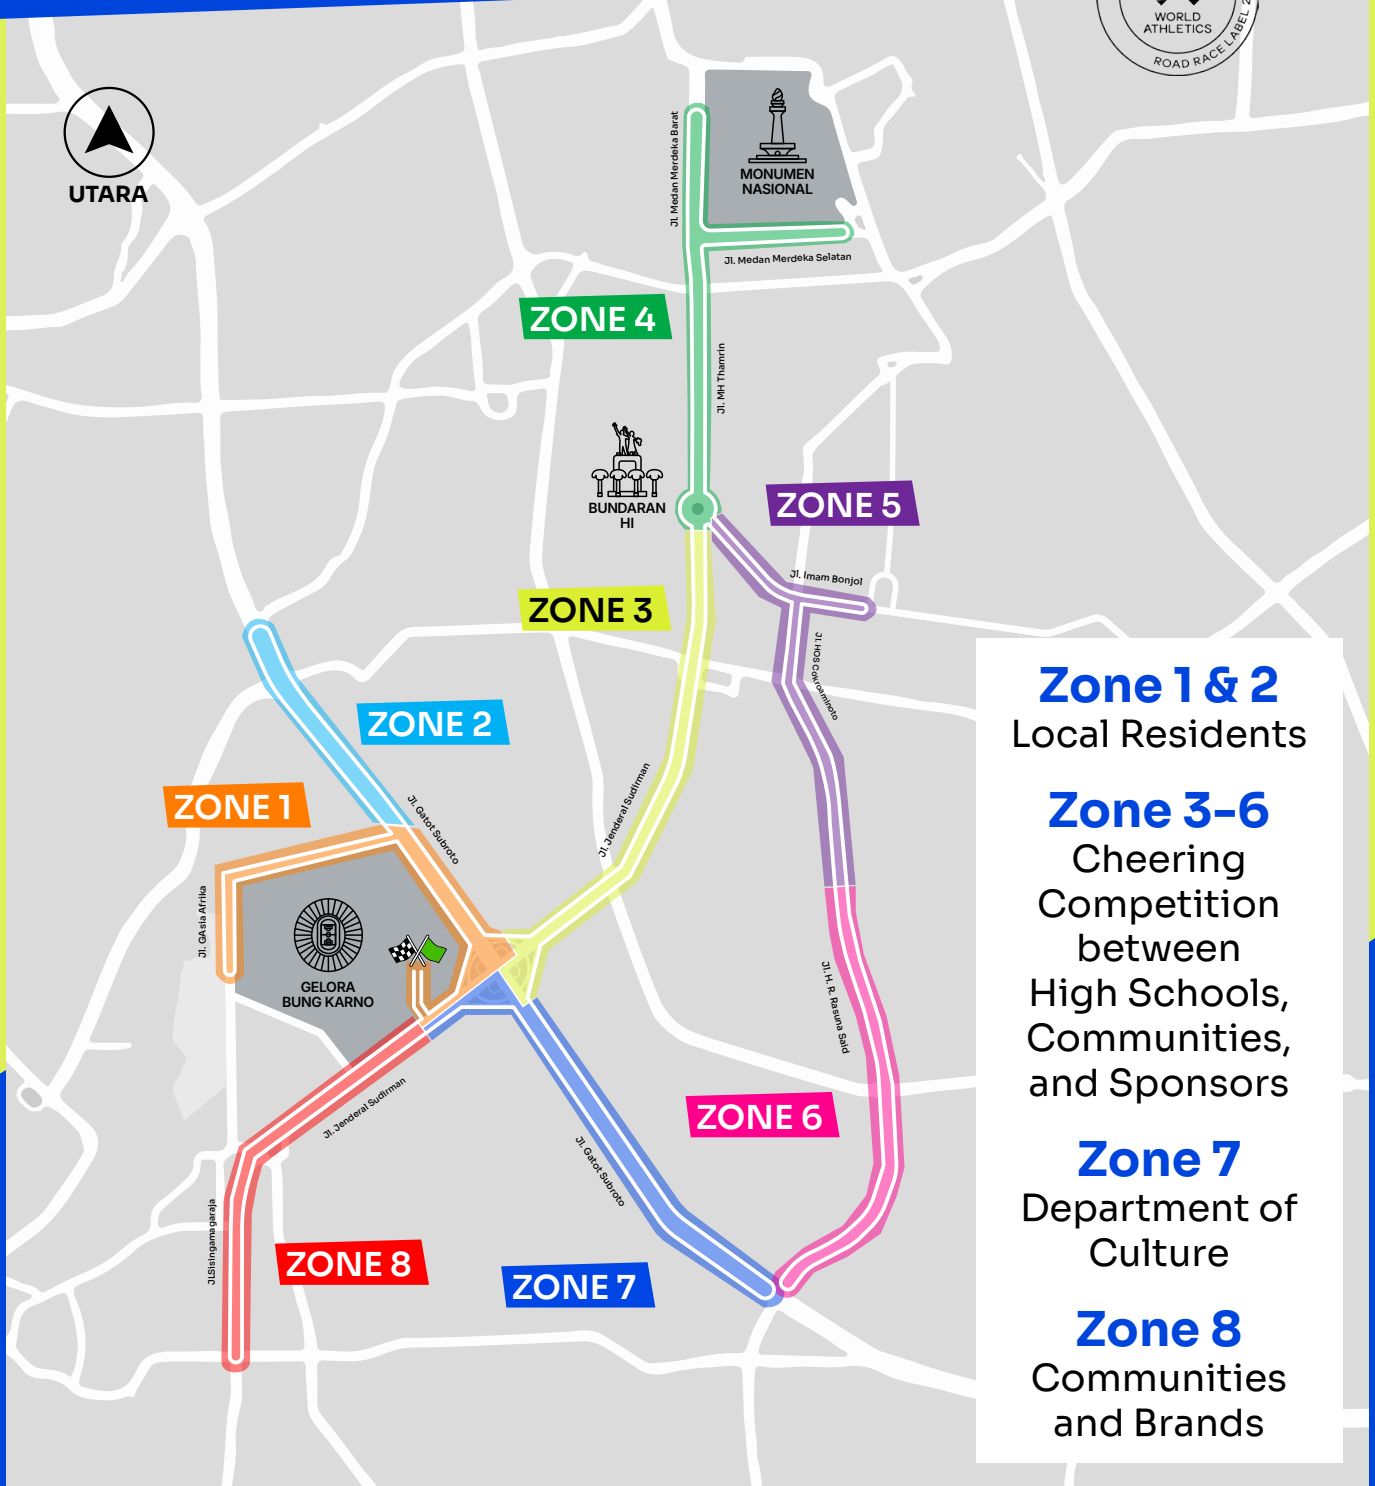 WORLD
ATHLETICS
ROAD RACE LABEL
UTARA
Jl. Medan Merdeka Barat
MONUMEN
NASIONAL
Jl. Medan Merdeka Selatan
ZONE 4
Jl. MH Thamrin
BUNDARAN
HI
ZONE 5
Jl. Imam Bonjol
ZONE 3
Jl. HOS Cokroaminoto
ZONE 2
Jl. Jenderal Sudirman
ZONE 1
Jl. Gatot Subroto
Jl. GAsia Afrika
GELORA
BUNG KARNO
Jl. H. R. Rasuna Said
Jl. Jenderal Sudirman
ZONE 6
Jl. Gatot Subroto
Jl.Sisingamagaraja
ZONE 8
ZONE 7
Zone 1 & 2
Local Residents
Zone 3-6
Cheering
Competition
between
High Schools,
Communities,
and Sponsors
Zone 7
Department of
Culture
Zone 8
Communities
and Brands